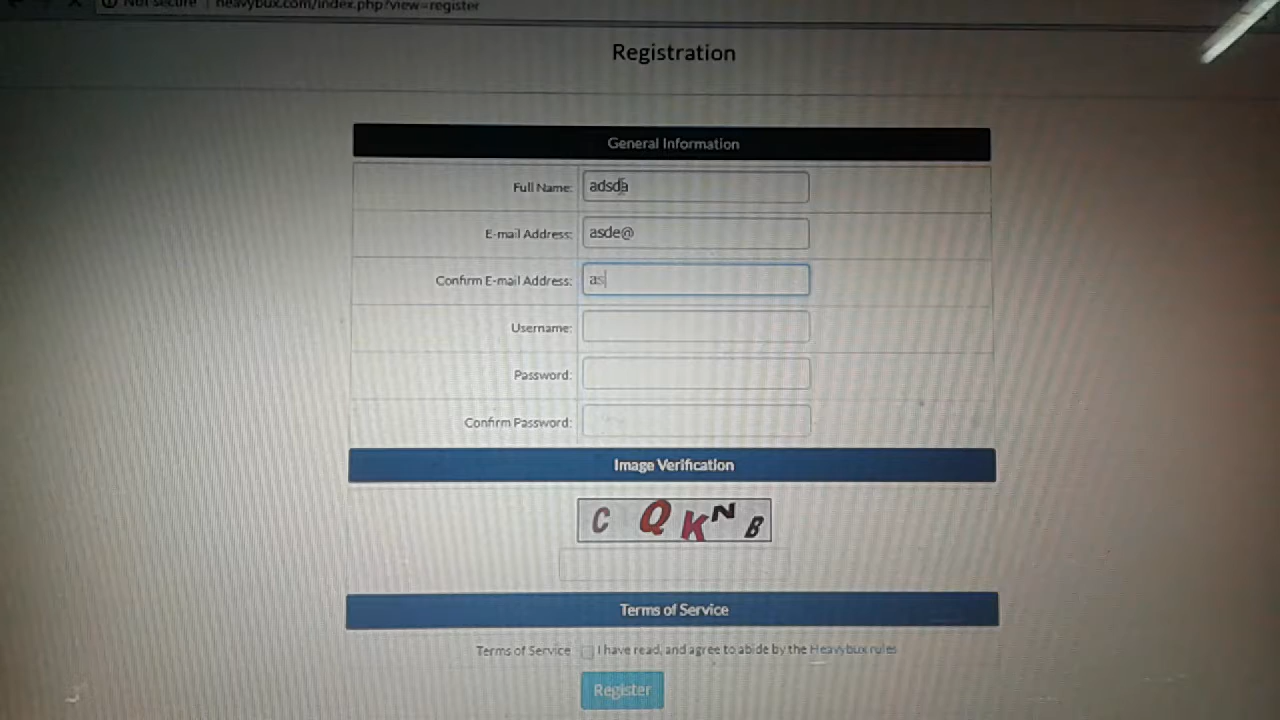 Not secure | heavybux.com/index.php?view=register
Registration
General Information
Full Name: adsda
E-mail Address: asde@
Confirm E-mail Address: as
Username:
Password:
Confirm Password:
Image Verification
C Q K N B
Terms of Service
Terms of Service I have read, and agree to abide by the Heavybux rules
Register